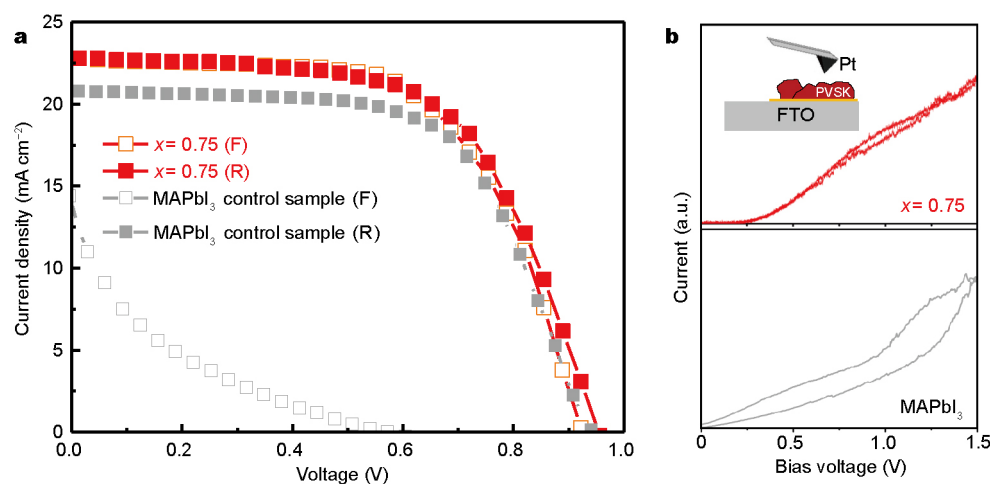 a
25
20
15
10
5
0
Current density (mA cm⁻²)
x = 0.75 (F)
x = 0.75 (R)
MAPbI₃ control sample (F)
MAPbI₃ control sample (R)
0.0 0.2 0.4 0.6 0.8 1.0
Voltage (V)
b
Pt
PVSK
FTO
x = 0.75
Current (a.u.)
MAPbI₃
0 0.5 1.0 1.5
Bias voltage (V)